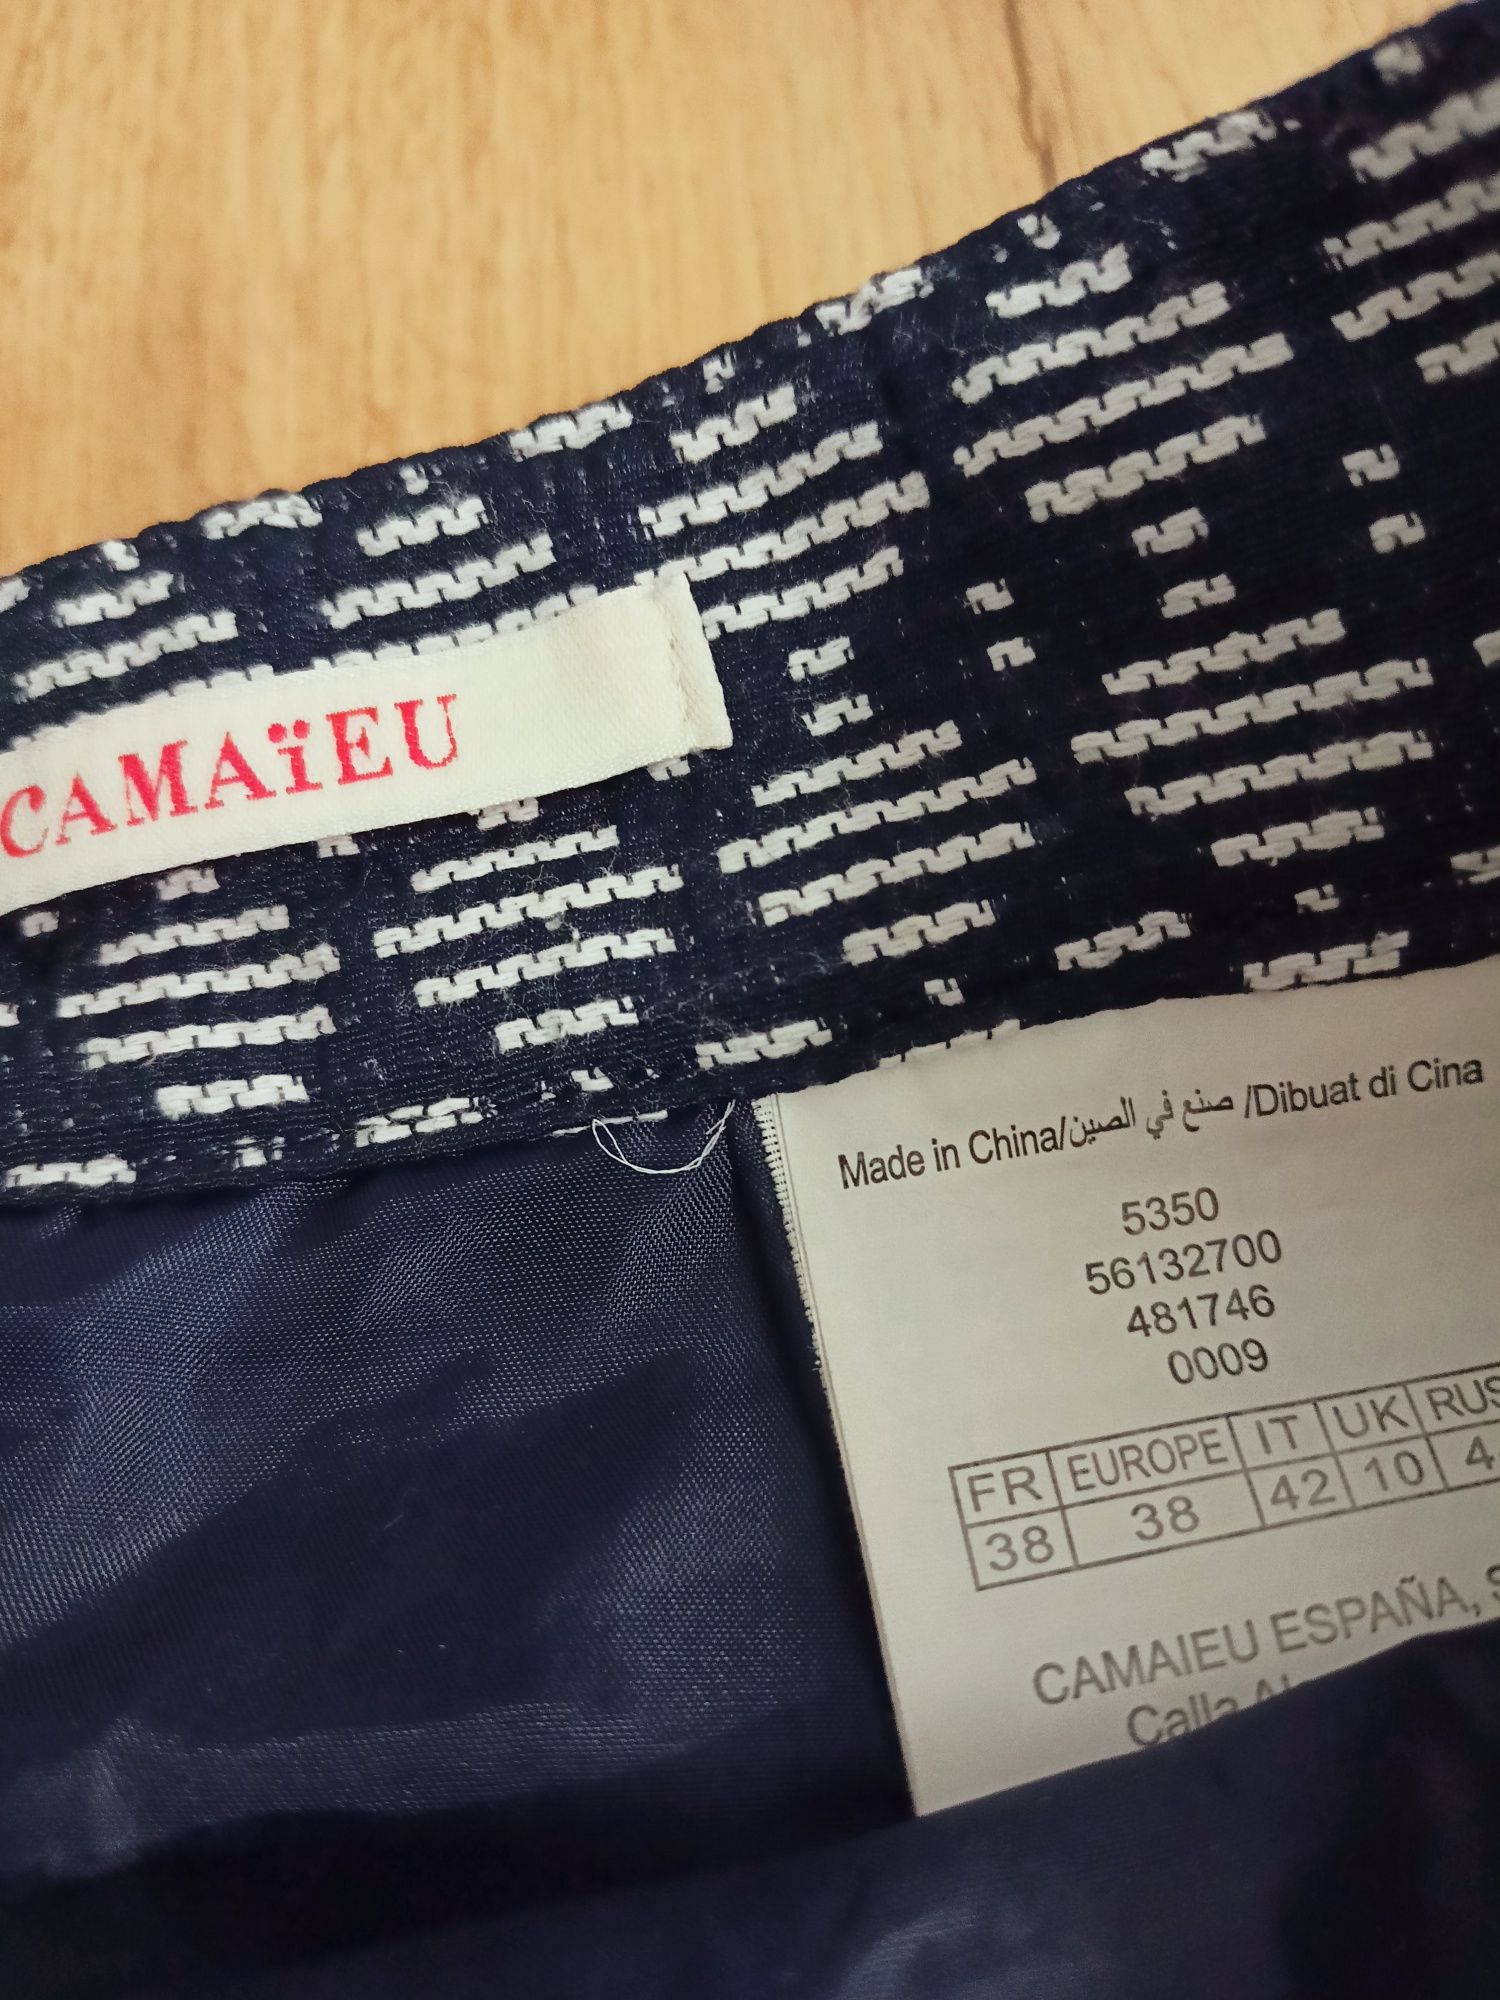 CAMAïEU
Made in China/صنع في الصين/Dibuat di Cina
5350
56132700
481746
0009
FR EUROPE IT UK RUS
38 38 42 10
CAMAIEU ESPAÑA,